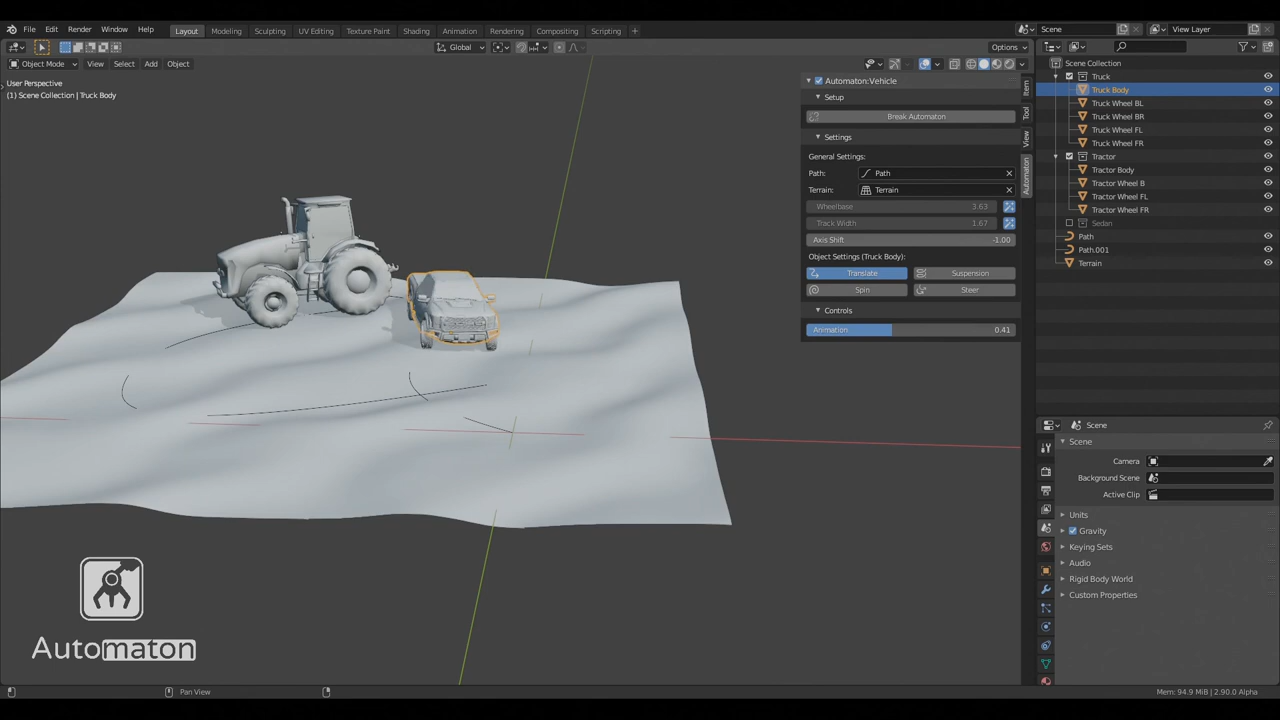 File Edit Render Window Help
Layout Modeling Sculpting UV Editing Texture Paint Shading Animation Rendering Compositing Scripting +
Scene
View Layer
Global
Options
Object Mode View Select Add Object
User Perspective
(1) Scene Collection | Truck Body
Automaton:Vehicle
Setup
Break Automaton
Settings
General Settings:
Path: Path
Terrain: Terrain
Wheelbase 3.63
Track Width 1.67
Axis Shift -1.00
Object Settings (Truck Body):
Translate Suspension
Spin Steer
Controls
Animation 0.41
Item
Tool
View
Automaton
Scene Collection
Truck
Truck Body
Truck Wheel BL
Truck Wheel BR
Truck Wheel FL
Truck Wheel FR
Tractor
Tractor Body
Tractor Wheel B
Tractor Wheel FL
Tractor Wheel FR
Sedan
Path
Path.001
Terrain
Scene
Scene
Camera
Background Scene
Active Clip
Units
Gravity
Keying Sets
Audio
Rigid Body World
Custom Properties
Automaton
Pan View
Mem: 94.9 MiB | 2.90.0 Alpha